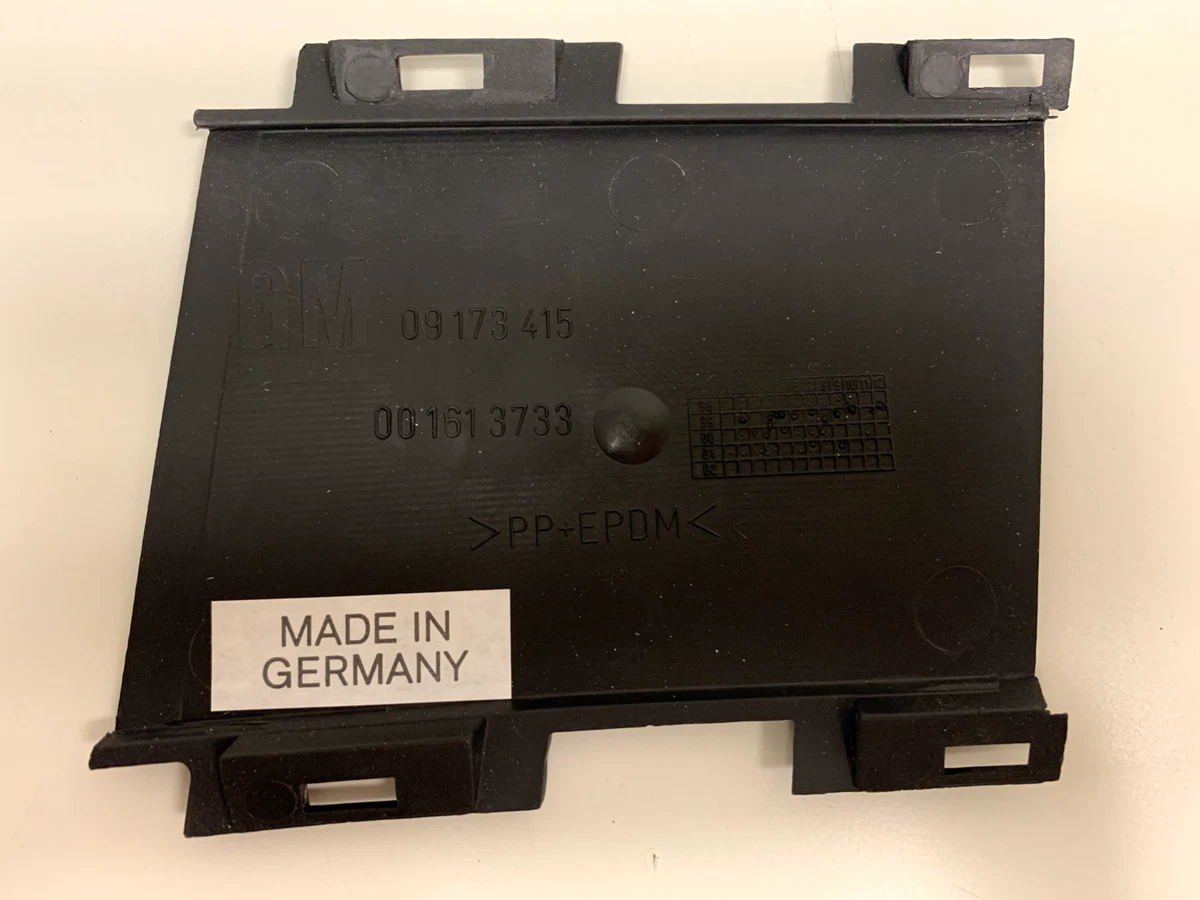 GM
09 173 415
00 161 3733
>PP+EPDM<
MADE IN
GERMANY